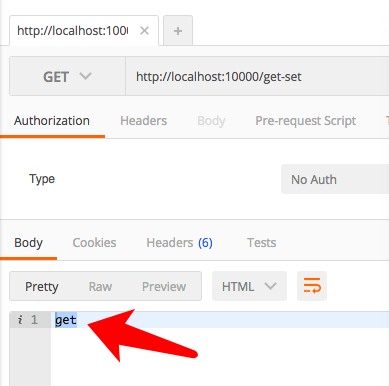 http://localhost:1000
GET http://localhost:10000/get-set
Authorization Headers Body Pre-request Script
Type No Auth
Body Cookies Headers (6) Tests
Pretty Raw Preview HTML
i 1 get